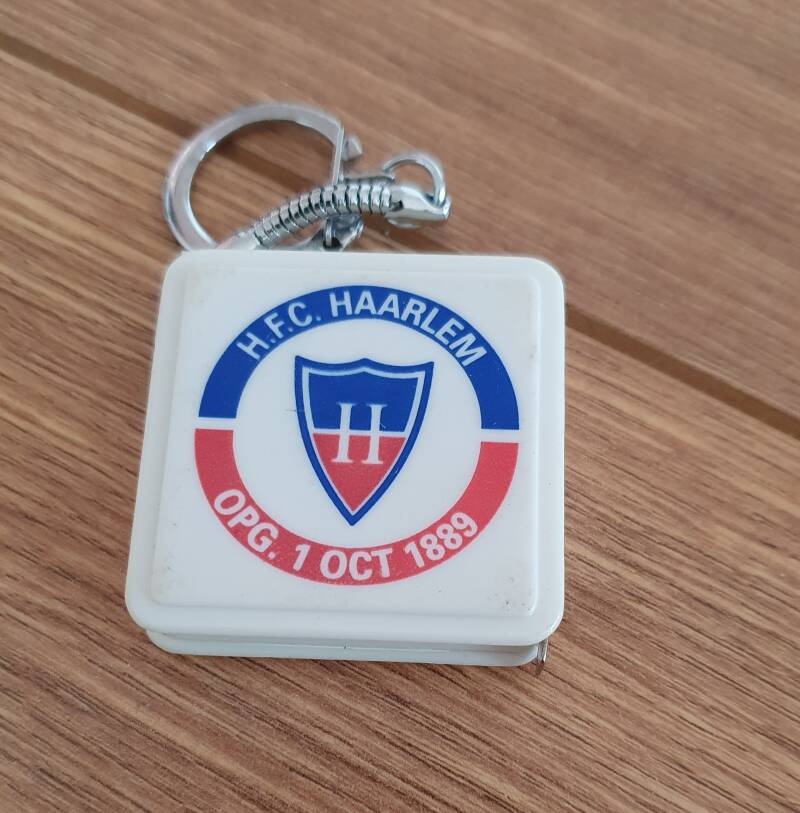 H.F.C. HAARLEM
H
OPG. 1 OCT 1889